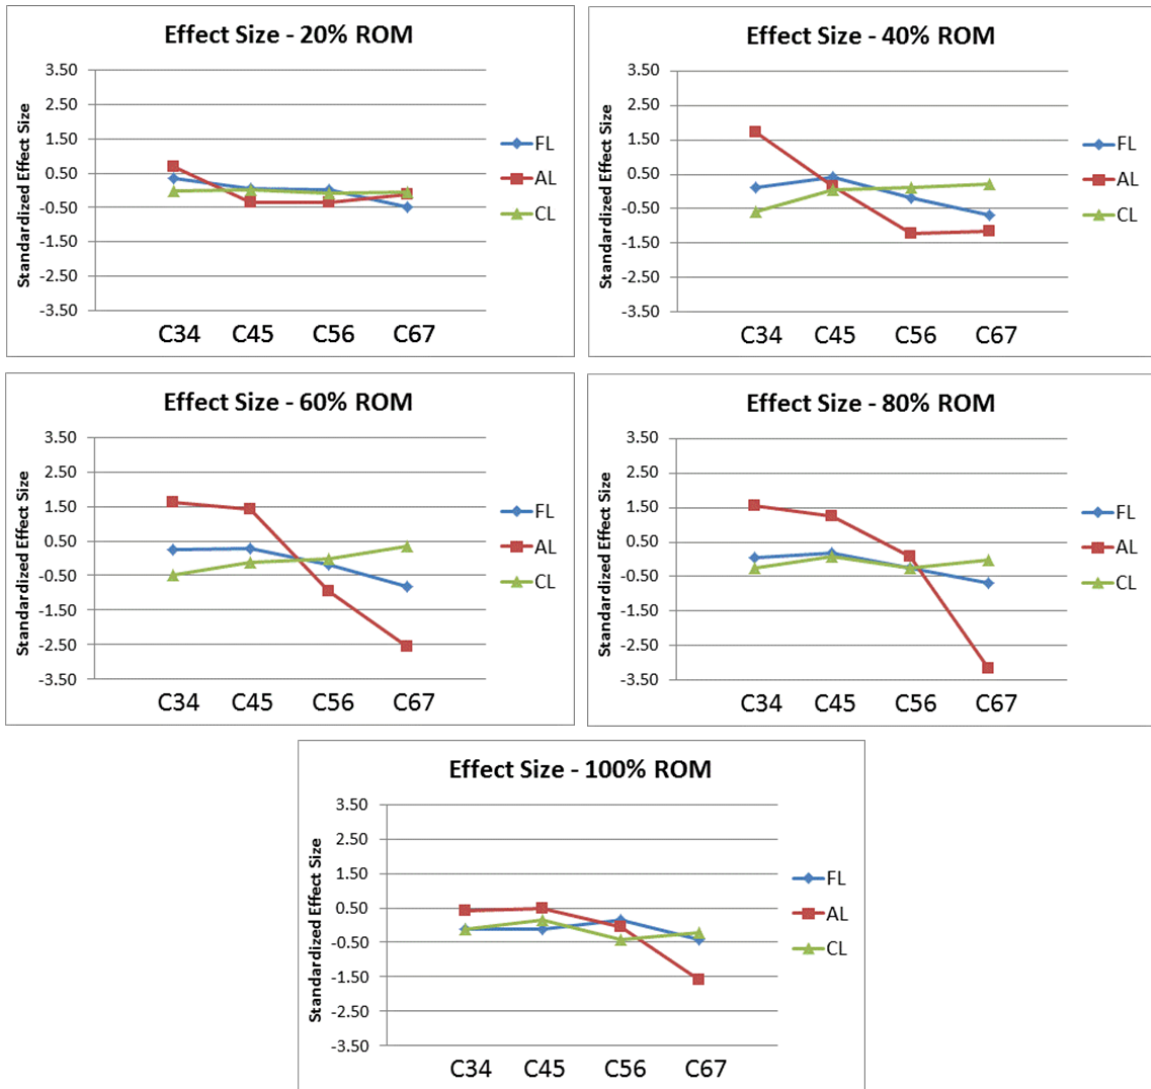 Effect Size - 20% ROM
Standardized Effect Size
3.50
2.50
1.50
0.50
-0.50
-1.50
-2.50
-3.50
C34 C45 C56 C67
FL
AL
CL
Effect Size - 40% ROM
Standardized Effect Size
3.50
2.50
1.50
0.50
-0.50
-1.50
-2.50
-3.50
C34 C45 C56 C67
FL
AL
CL
Effect Size - 60% ROM
Standardized Effect Size
3.50
2.50
1.50
0.50
-0.50
-1.50
-2.50
-3.50
C34 C45 C56 C67
FL
AL
CL
Effect Size - 80% ROM
Standardized Effect Size
3.50
2.50
1.50
0.50
-0.50
-1.50
-2.50
-3.50
C34 C45 C56 C67
FL
AL
CL
Effect Size - 100% ROM
Standardized Effect Size
3.50
2.50
1.50
0.50
-0.50
-1.50
-2.50
-3.50
C34 C45 C56 C67
FL
AL
CL